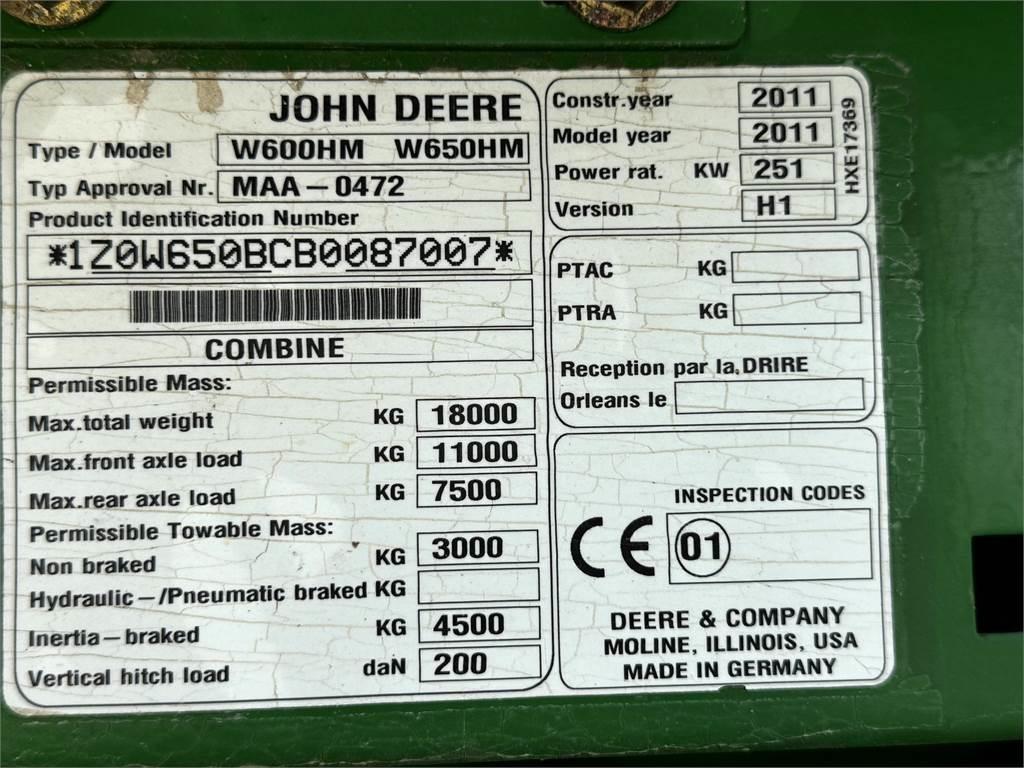 JOHN DEERE
Type / Model W600HM W650HM
Typ Approval Nr. MAA-0472
Product Identification Number
*1Z0W650BCB0087007*
COMBINE
Permissible Mass:
Max.total weight KG 18000
Max.front axle load KG 11000
Max.rear axle load KG 7500
Permissible Towable Mass:
Non braked KG 3000
Hydraulic-/Pneumatic braked KG
Inertia-braked KG 4500
Vertical hitch load daN 200
Constr.year 2011
Model year 2011
Power rat. KW 251
Version H1
HXE17369
PTAC KG
PTRA KG
Reception par la.DRIRE
Orleans le
INSPECTION CODES
CE 01
DEERE & COMPANY
MOLINE, ILLINOIS, USA
MADE IN GERMANY